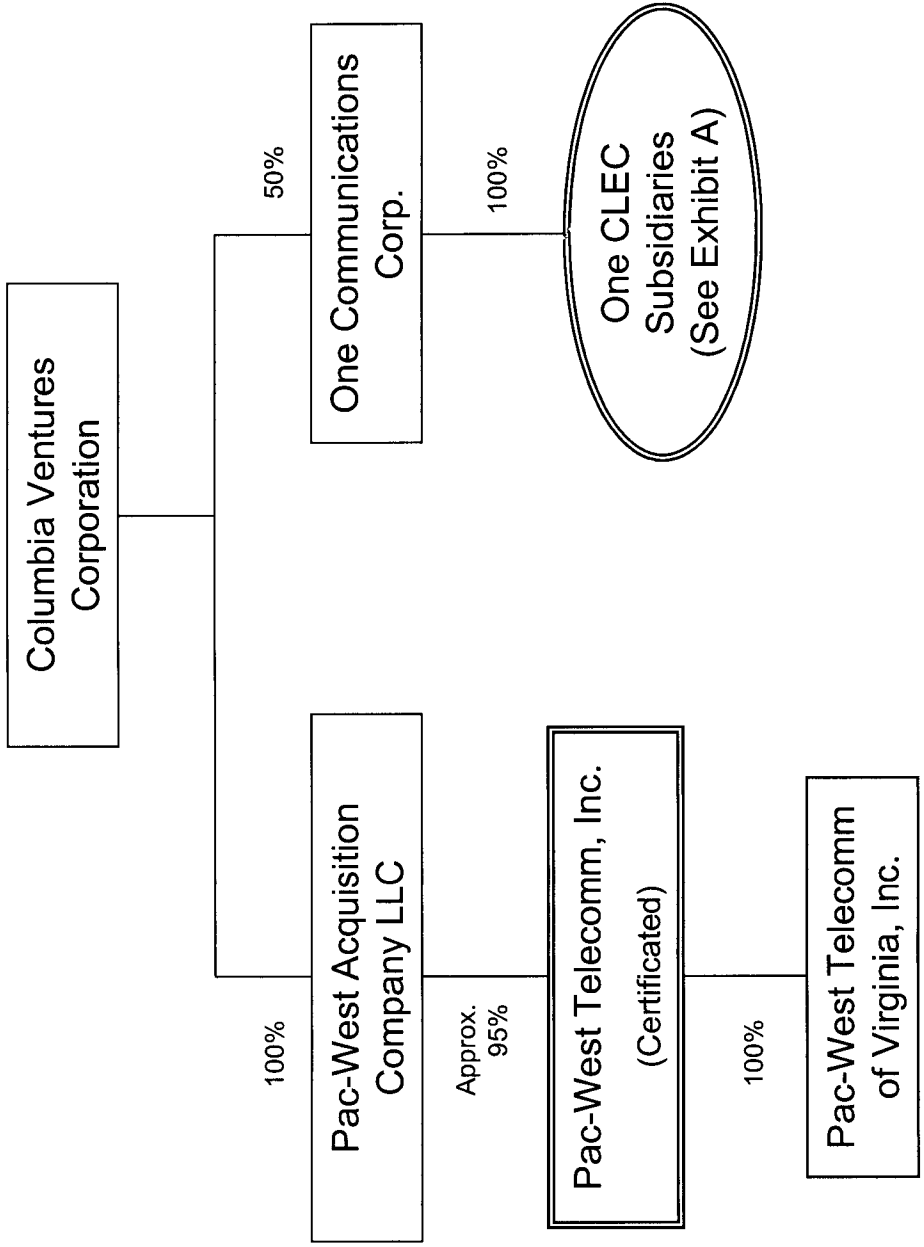 Columbia Ventures
Corporation
100%
50%
Pac-West Acquisition
Company LLC
One Communications
Corp.
Approx.
95%
100%
Pac-West Telecomm, Inc.
(Certificated)
One CLEC
Subsidiaries
(See Exhibit A)
100%
Pac-West Telecomm
of Virginia, Inc.